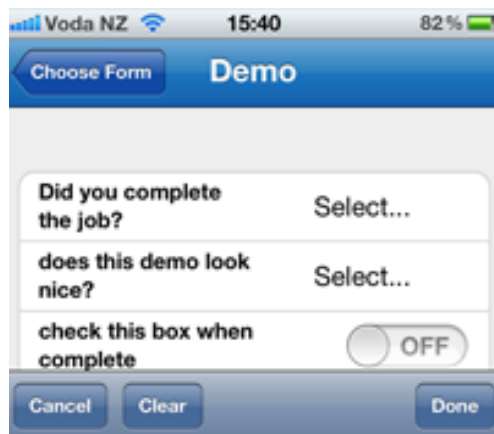 Voda NZ 15:40 82%
Choose Form Demo
Did you complete
the job?
Select...
does this demo look
nice?
Select...
check this box when
complete
OFF
Cancel Clear Done